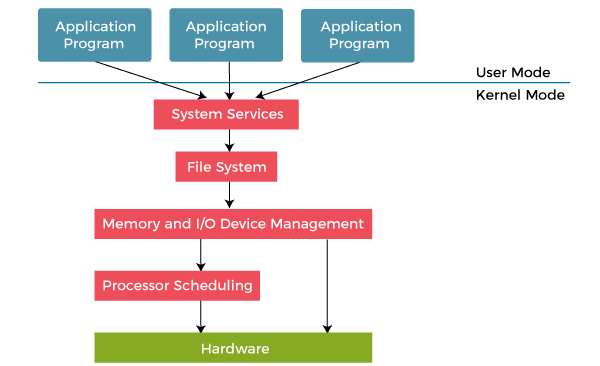 Application
Program
Application
Program
Application
Program
User Mode
Kernel Mode
System Services
File System
Memory and I/O Device Management
Processor Scheduling
Hardware